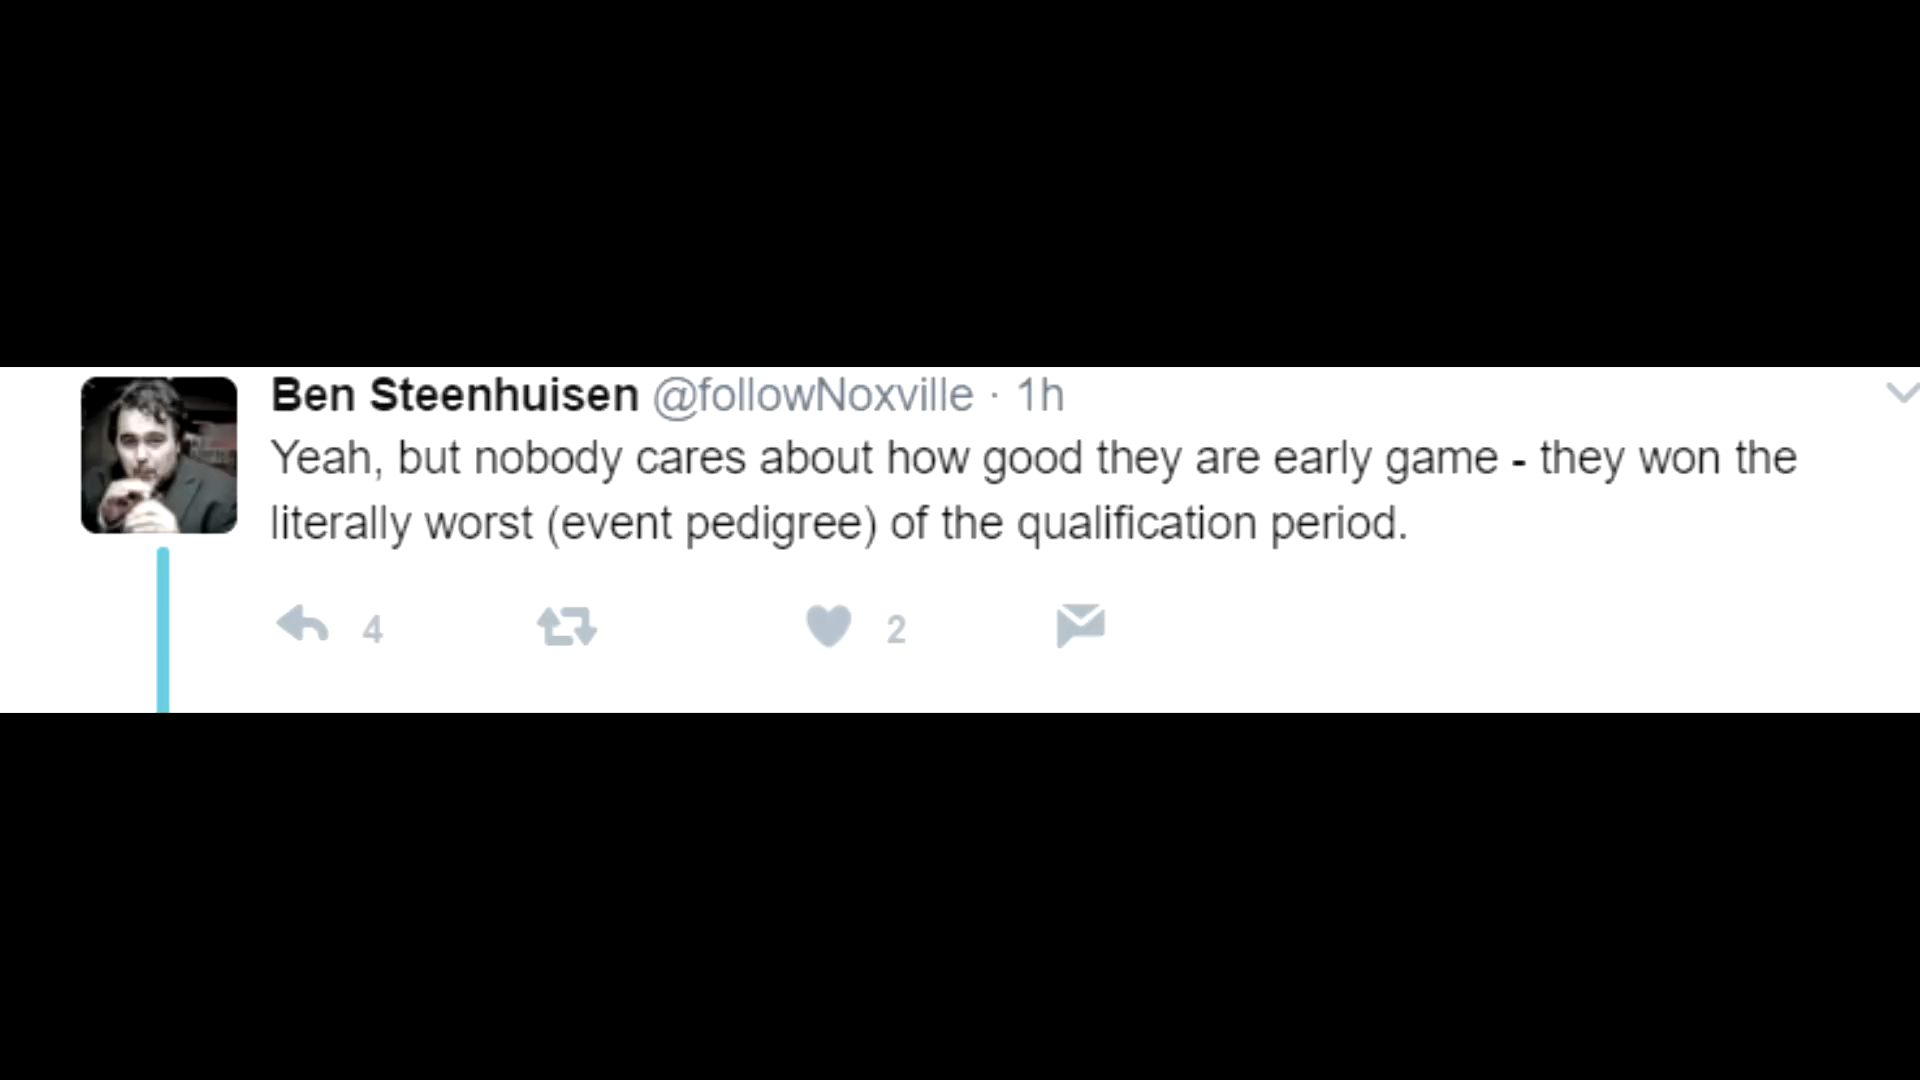 Ben Steenhuisen @followNoxville · 1h
Yeah, but nobody cares about how good they are early game - they won the
literally worst (event pedigree) of the qualification period.
4 2